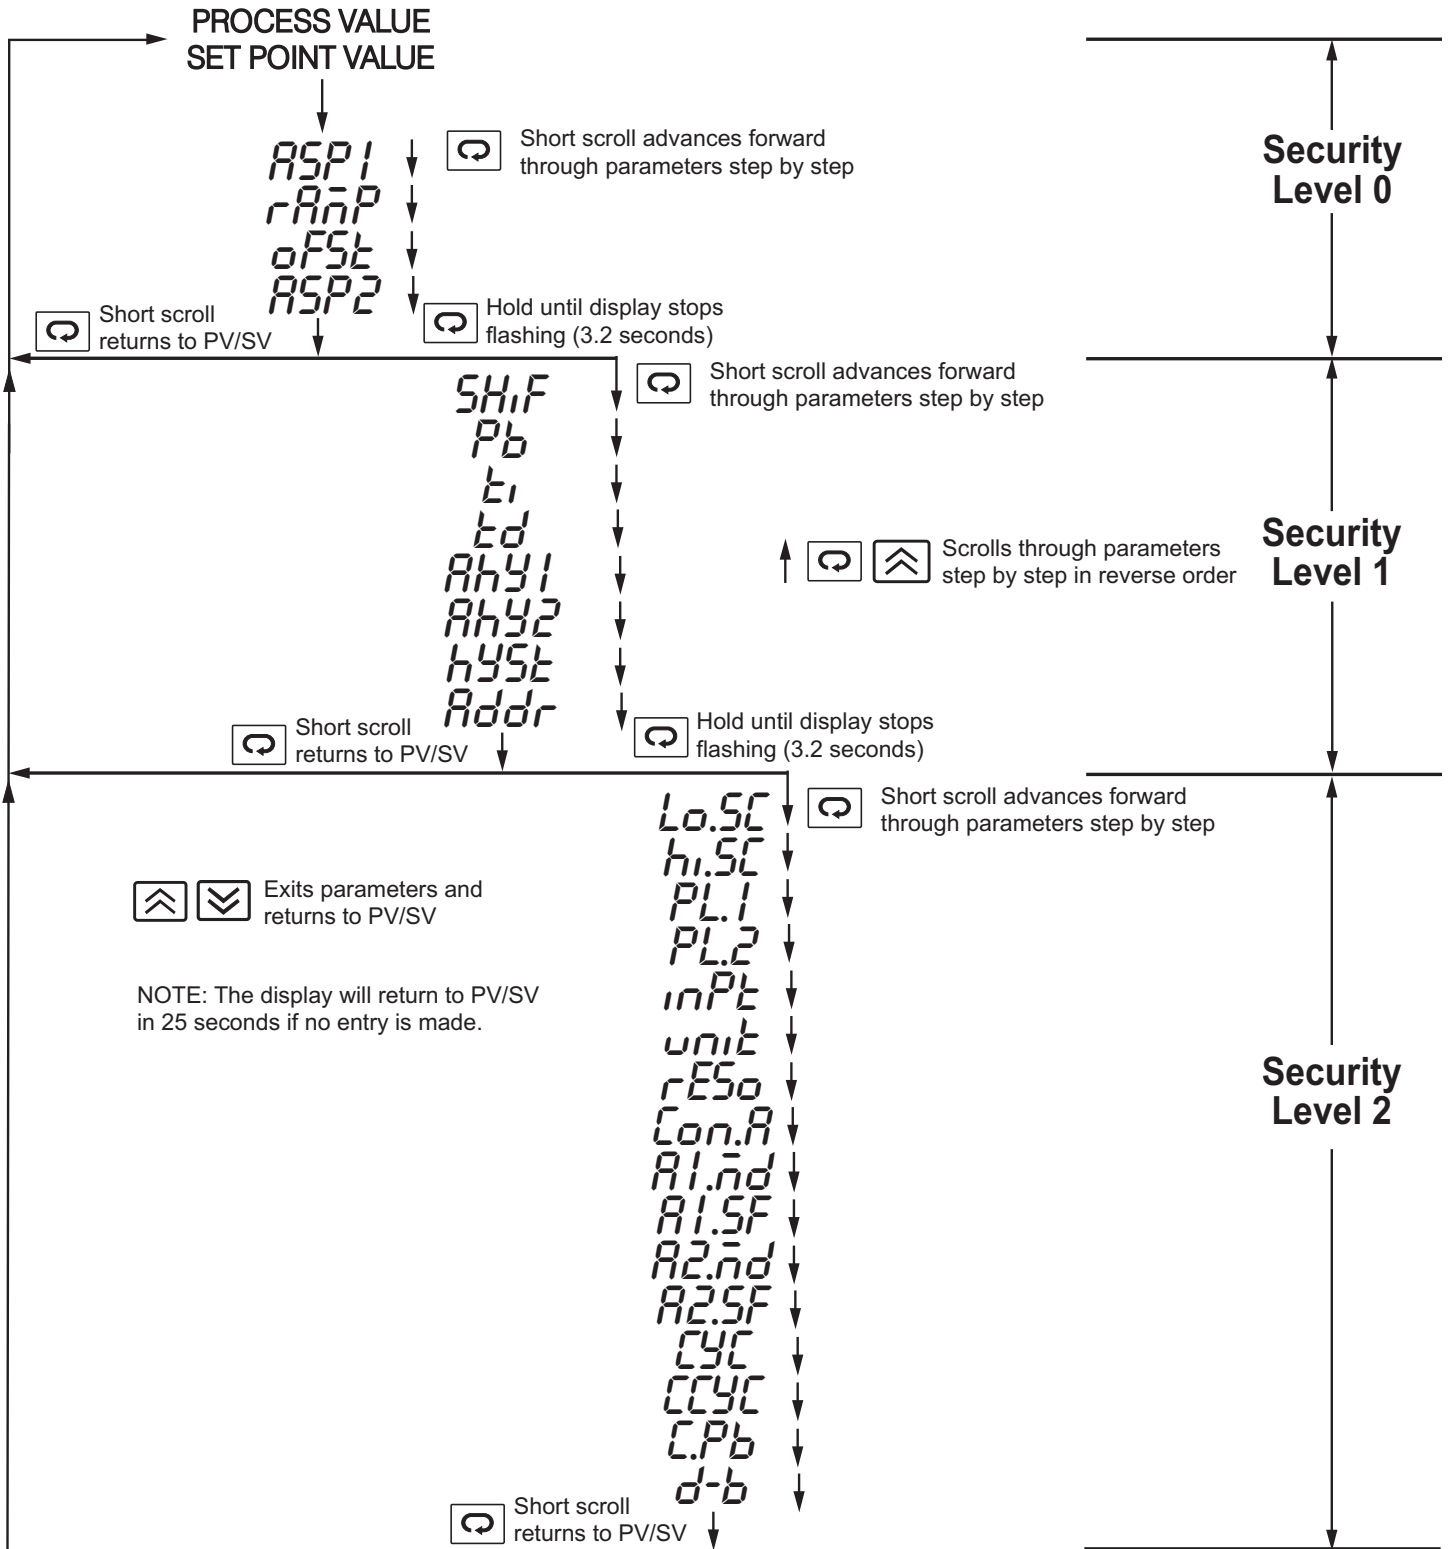 PROCESS VALUE
SET POINT VALUE
ASP1
Short scroll advances forward
through parameters step by step
rAmP
oFSt
ASP2
Security
Level 0
Short scroll
returns to PV/SV
Hold until display stops
flashing (3.2 seconds)
SHiF
Short scroll advances forward
through parameters step by step
Pb
ti
td
Ahy1
Ahy2
hySt
Addr
Scrolls through parameters
step by step in reverse order
Security
Level 1
Short scroll
returns to PV/SV
Hold until display stops
flashing (3.2 seconds)
Lo.SC
Short scroll advances forward
through parameters step by step
hi.SC
PL.1
PL.2
inPt
unit
rESo
Con.A
A1.md
A1.SF
A2.md
A2.SF
CYC
CCYC
C.Pb
d-b
Exits parameters and
returns to PV/SV
NOTE: The display will return to PV/SV
in 25 seconds if no entry is made.
Security
Level 2
Short scroll
returns to PV/SV